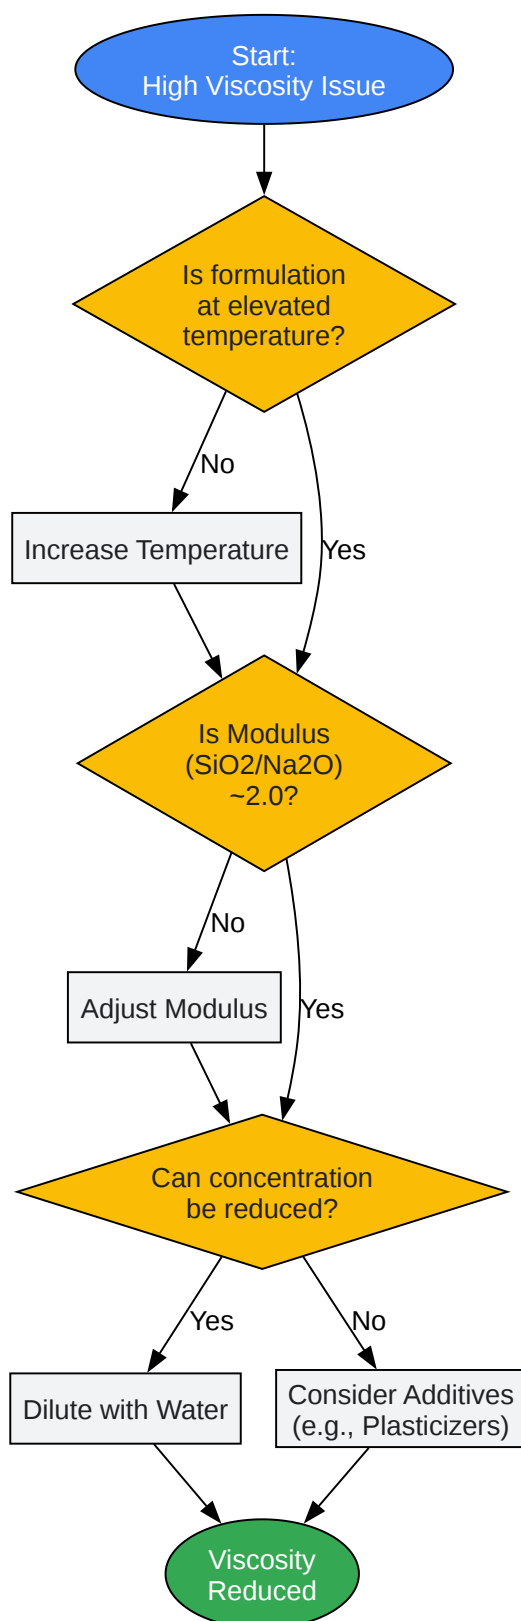 Start:
High Viscosity Issue
Is formulation
at elevated
temperature?
No
Yes
Increase Temperature
Is Modulus
(SiO2/Na2O)
~2.0?
No
Yes
Adjust Modulus
Can concentration
be reduced?
Yes
No
Dilute with Water
Consider Additives
(e.g., Plasticizers)
Viscosity
Reduced